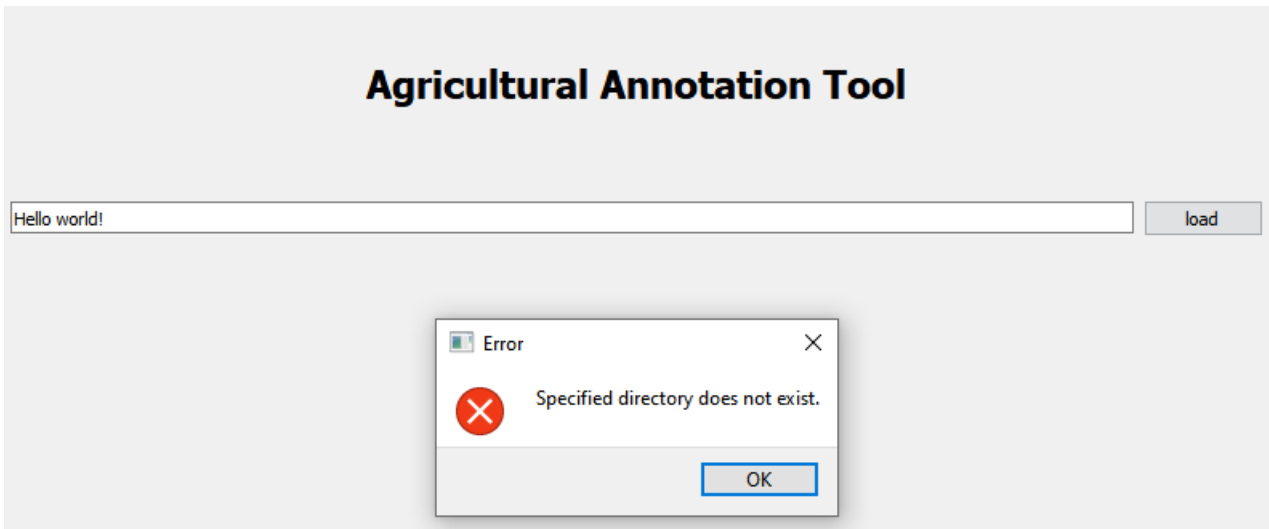 Agricultural Annotation Tool
Hello world!
load
Error
Specified directory does not exist.
OK